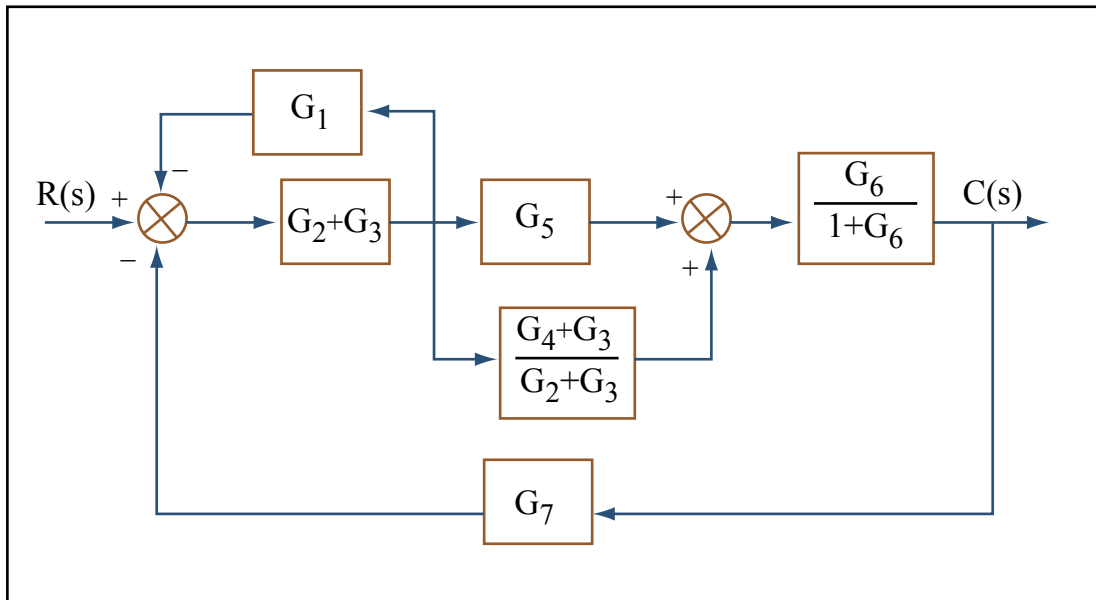 G₁
−
R(s)
+
G₂+G₃
G₅
+
G₆
1+G₆
C(s)
−
+
G₄+G₃
G₂+G₃
G₇